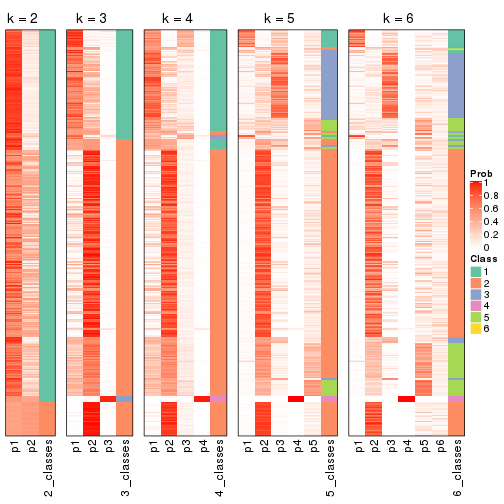 k = 2
k = 3
k = 4
k = 5
k = 6
Prob
1
0.8
0.6
0.4
0.2
0
Class
1
2
3
4
5
6
p1
p2
2_classes
p1
p2
p3
3_classes
p1
p2
p3
p4
4_classes
p1
p2
p3
p4
p5
5_classes
p1
p2
p3
p4
p5
p6
6_classes